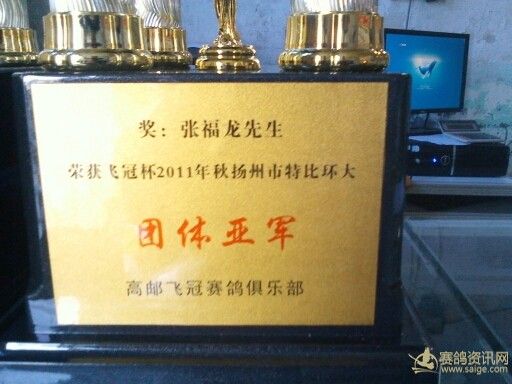 奖：张福龙先生
荣获飞冠杯2011年秋扬州市特比环大
团体亚军
高邮飞冠赛鸽俱乐部
赛鸽资讯网
www.saige.com